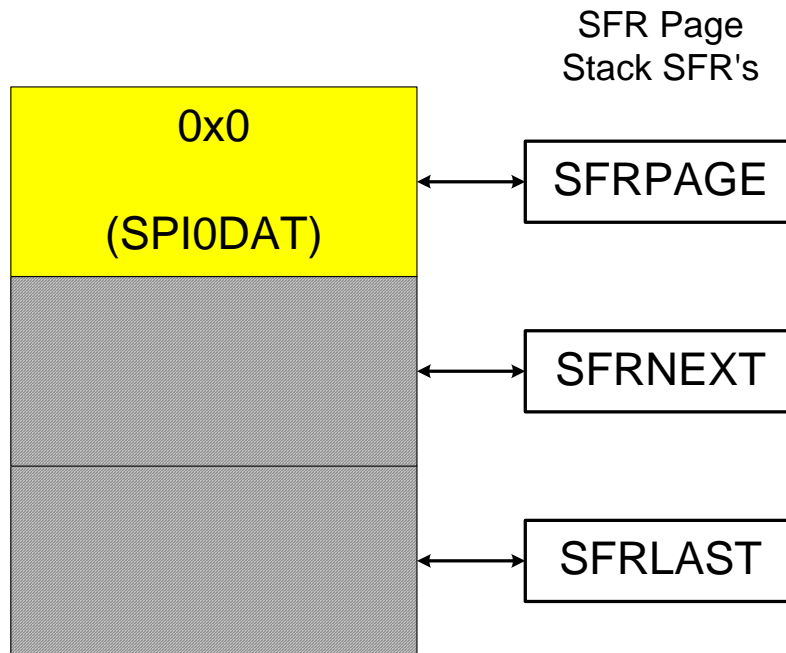 SFR Page
Stack SFR's
0x0
(SPI0DAT)
SFRPAGE
SFRNEXT
SFRLAST